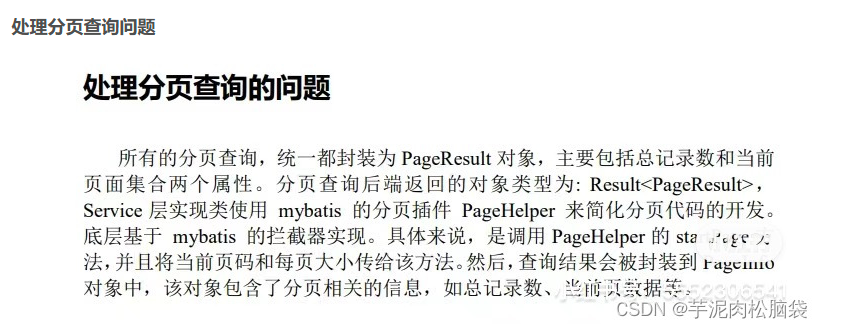 处理分页查询问题
处理分页查询的问题
所有的分页查询，统一都封装为 PageResult 对象，主要包括总记录数和当前
页面集合两个属性。分页查询后端返回的对象类型为: Result<PageResult>，
Service 层实现类使用 mybatis 的分页插件 PageHelper 来简化分页代码的开发。
底层基于 mybatis 的拦截器实现。具体来说，是调用 PageHelper 的 startPage 方
法，并且将当前页码和每页大小传给该方法。然后，查询结果会被封装到 PageInfo
对象中，该对象包含了分页相关的信息，如总记录数、当前页数据等。
CSDN @芋泥肉松脑袋